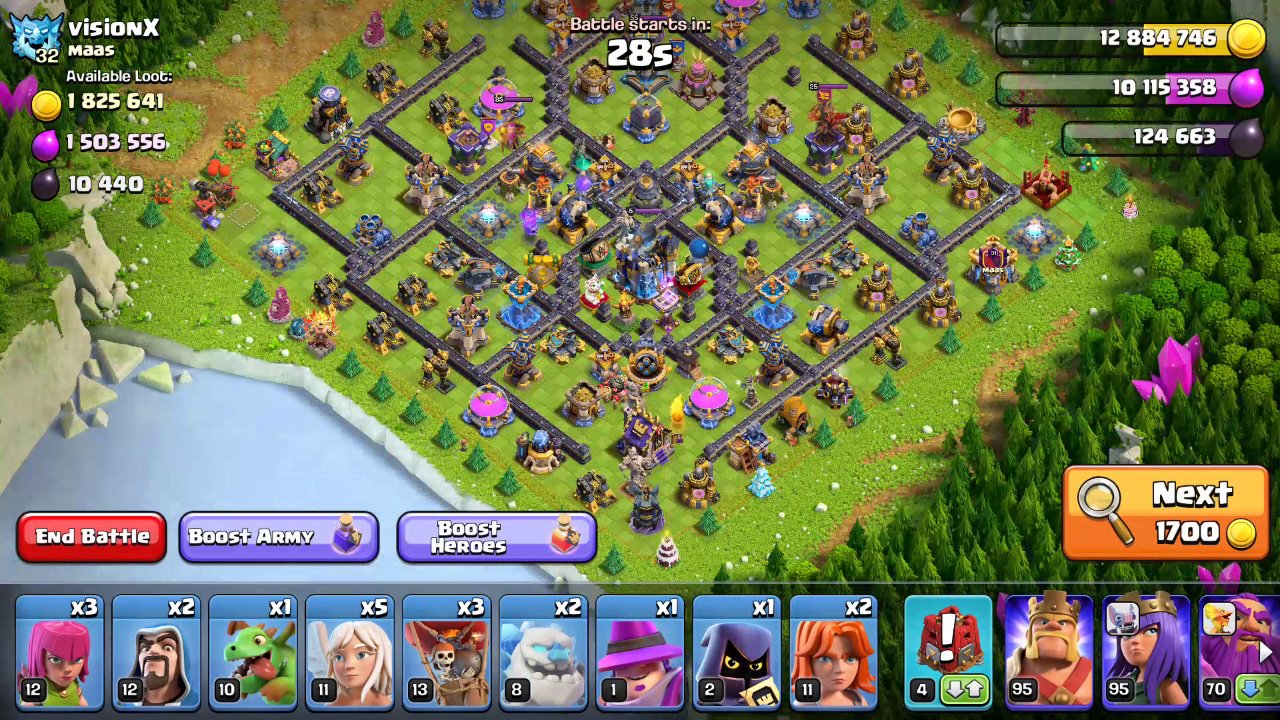 visionX
32
Maas
Available Loot:
1 825 641
1 503 556
10 440
Battle starts in:
28s
12 884 746
10 115 358
124 663
Maas
End Battle
Boost Army
Boost
Heroes
Next
1700
x3
x2
x1
x5
x3
x2
x1
x1
x2
12
12
10
11
13
8
1
2
11
4
95
95
70